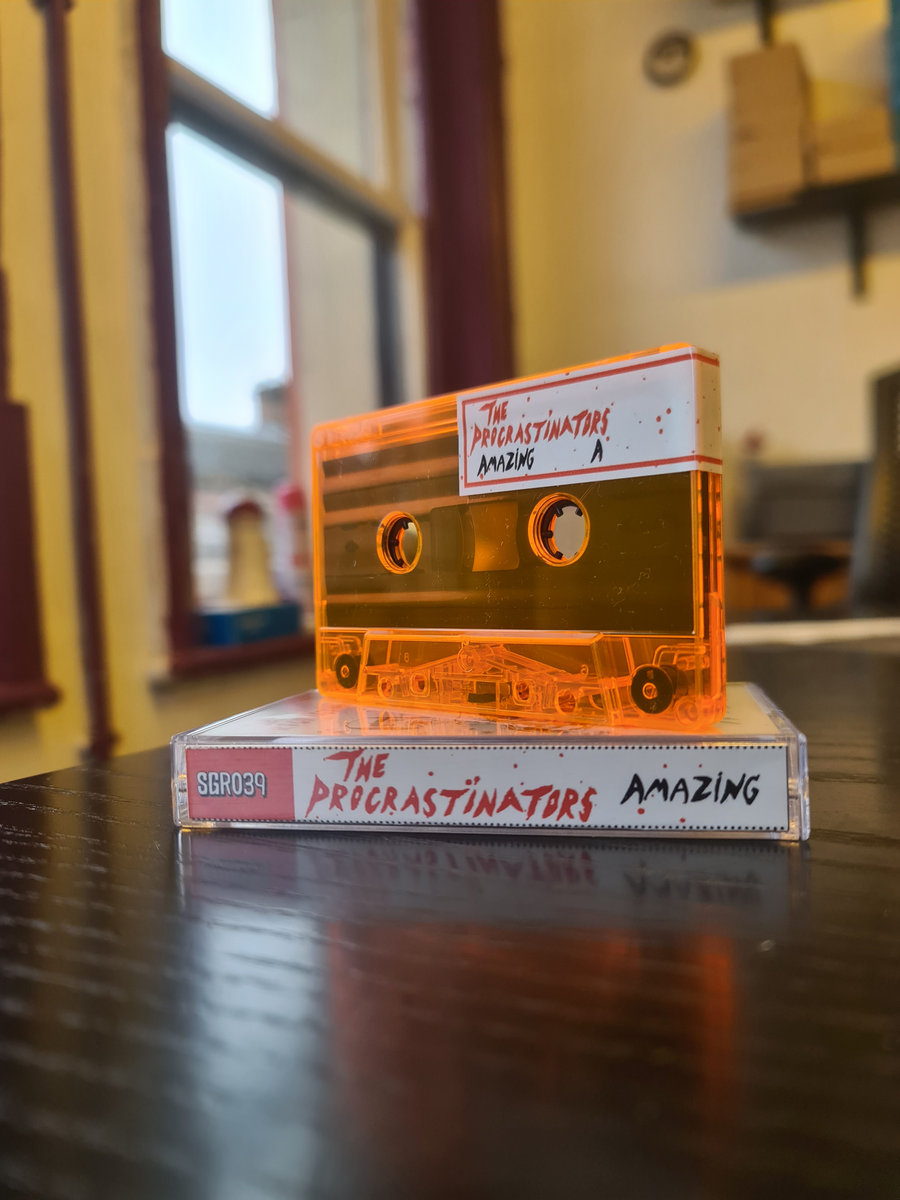 THE
PROCRASTINATORS
AMAZING A
SGR039
THE
PROCRASTINATORS
AMAZING